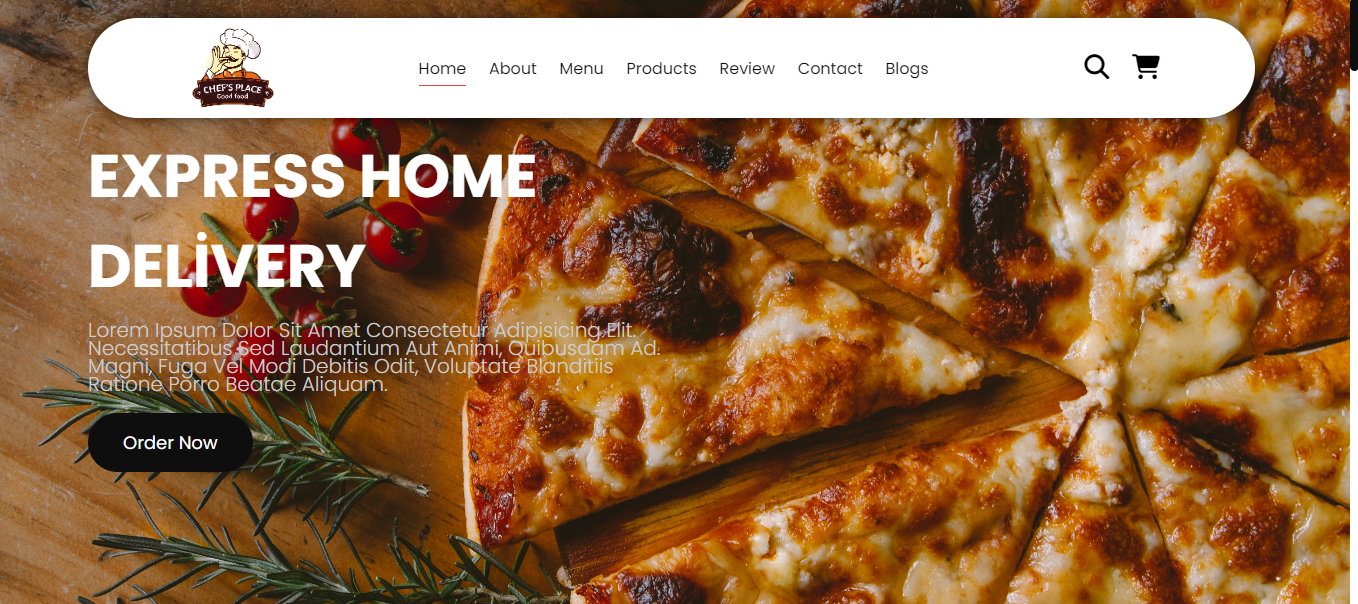 CHEF'S PLACE
Good food
Home About Menu Products Review Contact Blogs
EXPRESS HOME
DELİVERY
Lorem Ipsum Dolor Sit Amet Consectetur Adipisicing Elit.
Necessitatibus Sed Laudantium Aut Animi, Quibusdam Ad.
Magni, Fuga Vel Modi Debitis Odit, Voluptate Blanditiis
Ratione Porro Beatae Aliquam.
Order Now